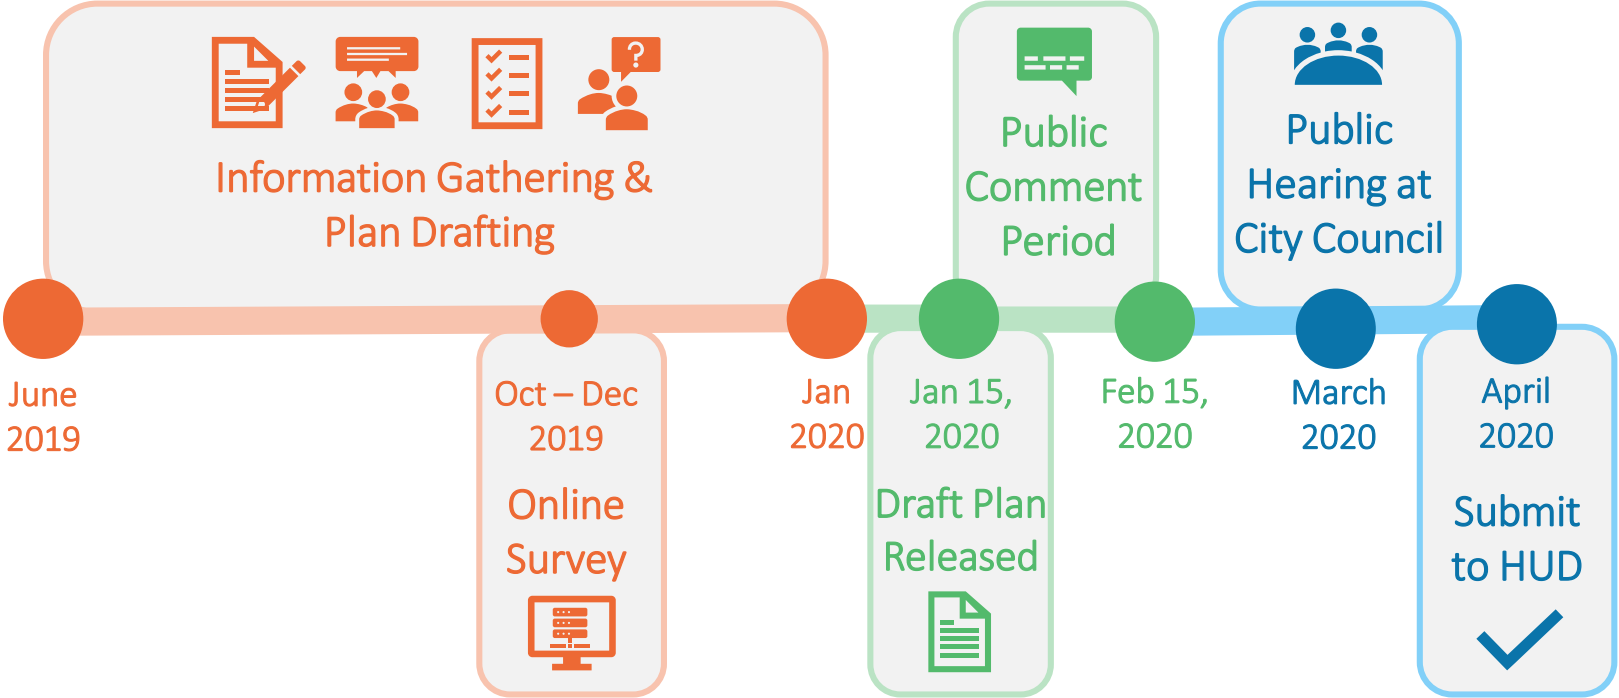 Information Gathering &
Plan Drafting
?
Public
Comment
Period
Public
Hearing at
City Council
June
2019
Oct – Dec
2019
Online
Survey
Jan
2020
Jan 15,
2020
Draft Plan
Released
Feb 15,
2020
March
2020
April
2020
Submit
to HUD